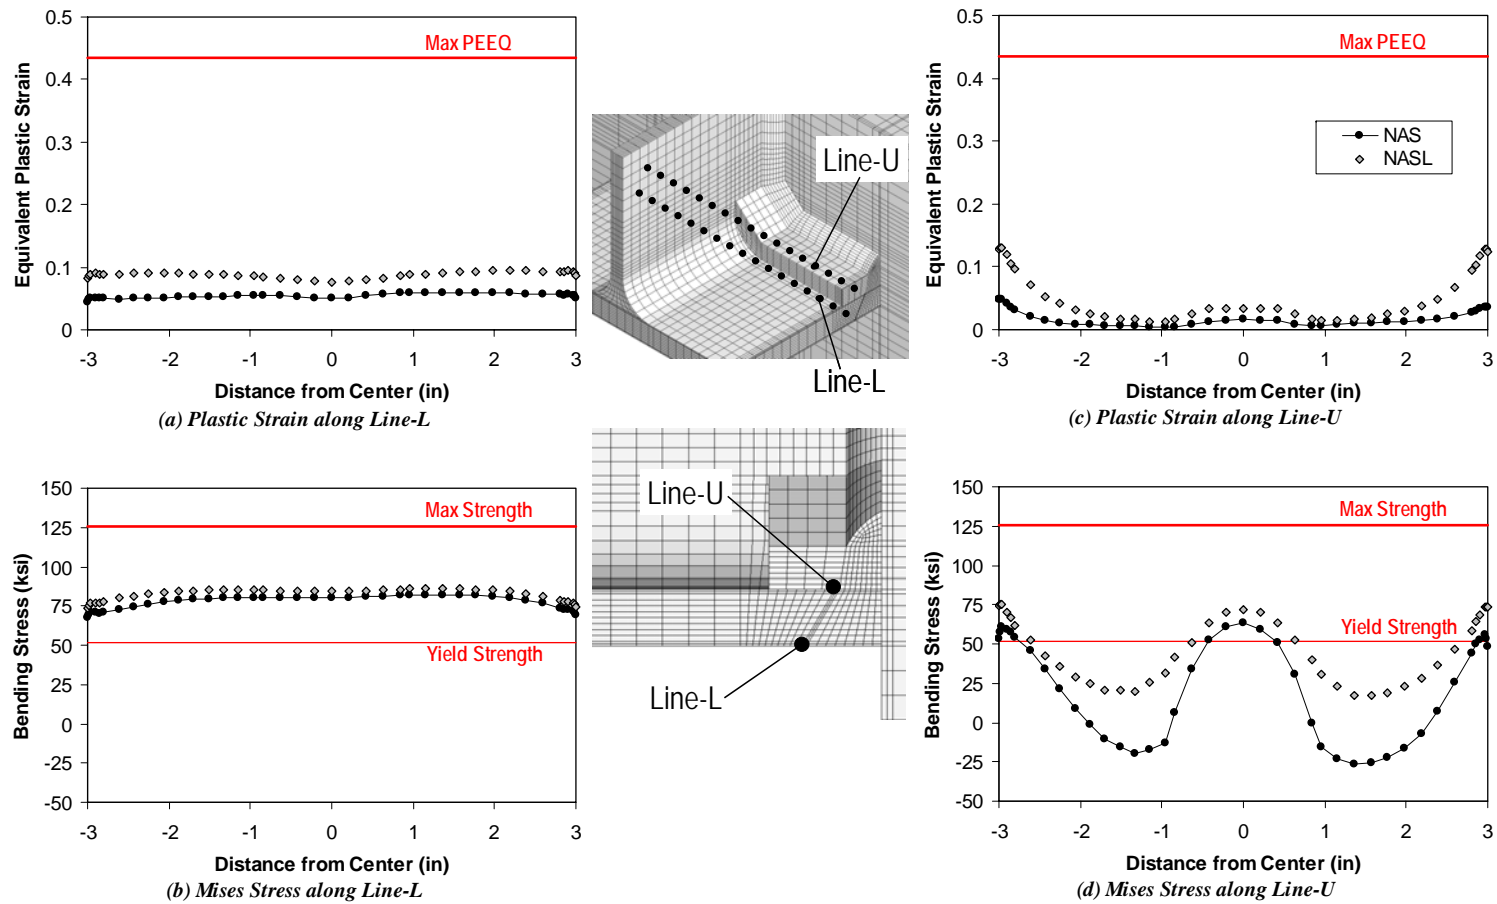 0.5
0.4
0.3
0.2
0.1
0
Equivalent Plastic Strain
Max PEEQ
-3 -2 -1 0 1 2 3
Distance from Center (in)
(a) Plastic Strain along Line-L
Line-U
Line-L
0.5
0.4
0.3
0.2
0.1
0
Equivalent Plastic Strain
Max PEEQ
NAS
NASL
-3 -2 -1 0 1 2 3
Distance from Center (in)
(c) Plastic Strain along Line-U
150
125
100
75
50
25
0
-25
-50
Bending Stress (ksi)
Max Strength
Yield Strength
-3 -2 -1 0 1 2 3
Distance from Center (in)
(b) Mises Stress along Line-L
Line-U
Line-L
150
125
100
75
50
25
0
-25
-50
Bending Stress (ksi)
Max Strength
Yield Strength
-3 -2 -1 0 1 2 3
Distance from Center (in)
(d) Mises Stress along Line-U